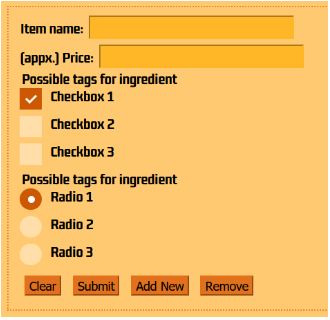 Item name:
(appx.) Price:
Possible tags for ingredient
Checkbox 1
Checkbox 2
Checkbox 3
Possible tags for ingredient
Radio 1
Radio 2
Radio 3
Clear Submit Add New Remove